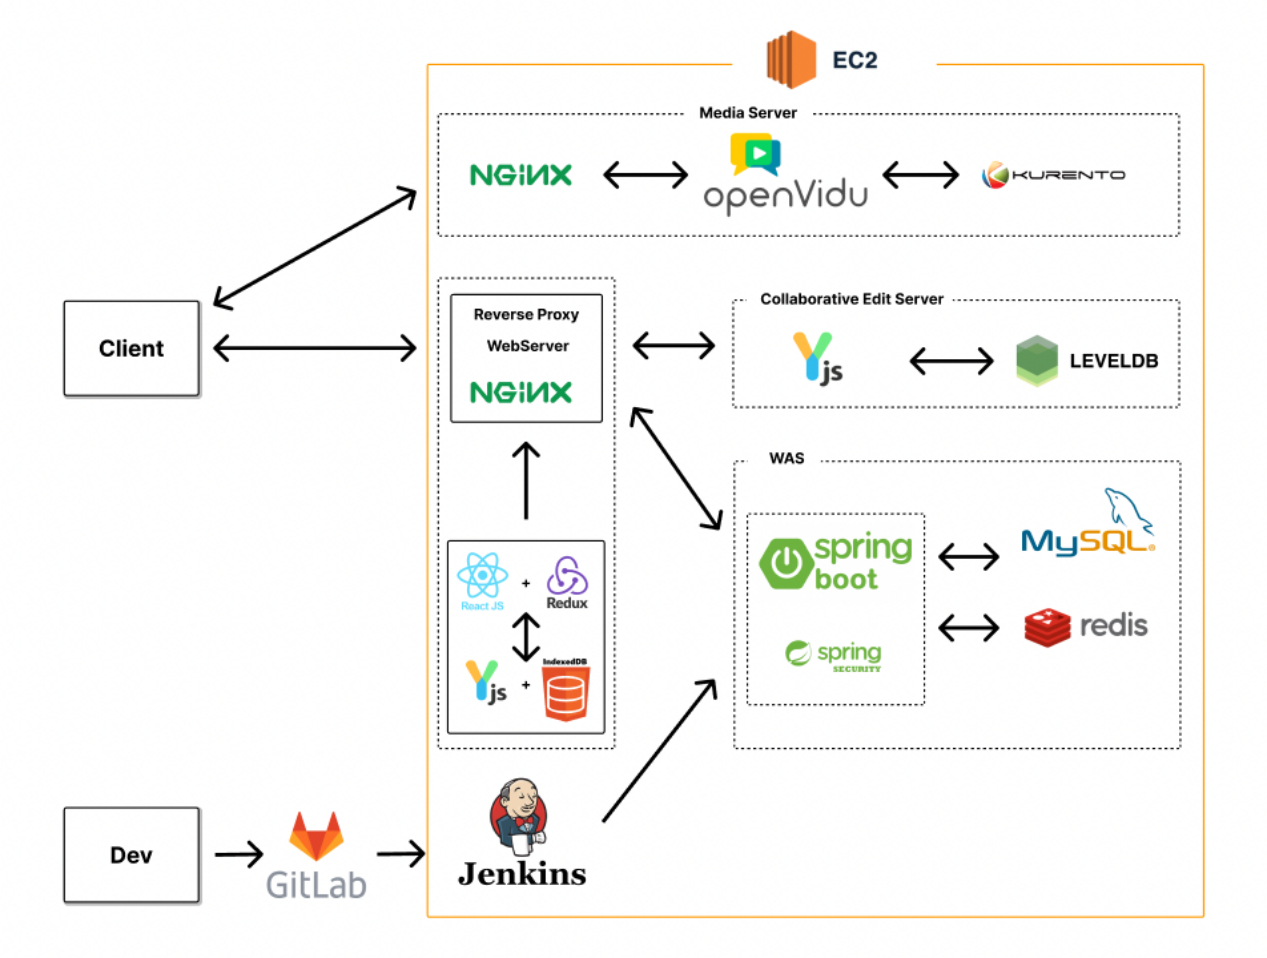 EC2
Media Server
NGINX
openVidu
KURENTO
Client
Reverse Proxy
WebServer
NGINX
Collaborative Edit Server
Yjs
LEVELDB
WAS
spring
boot
MySQL®
spring
SECURITY
redis
React JS
+
Redux
Yjs
+
IndexedDB
Dev
GitLab
Jenkins